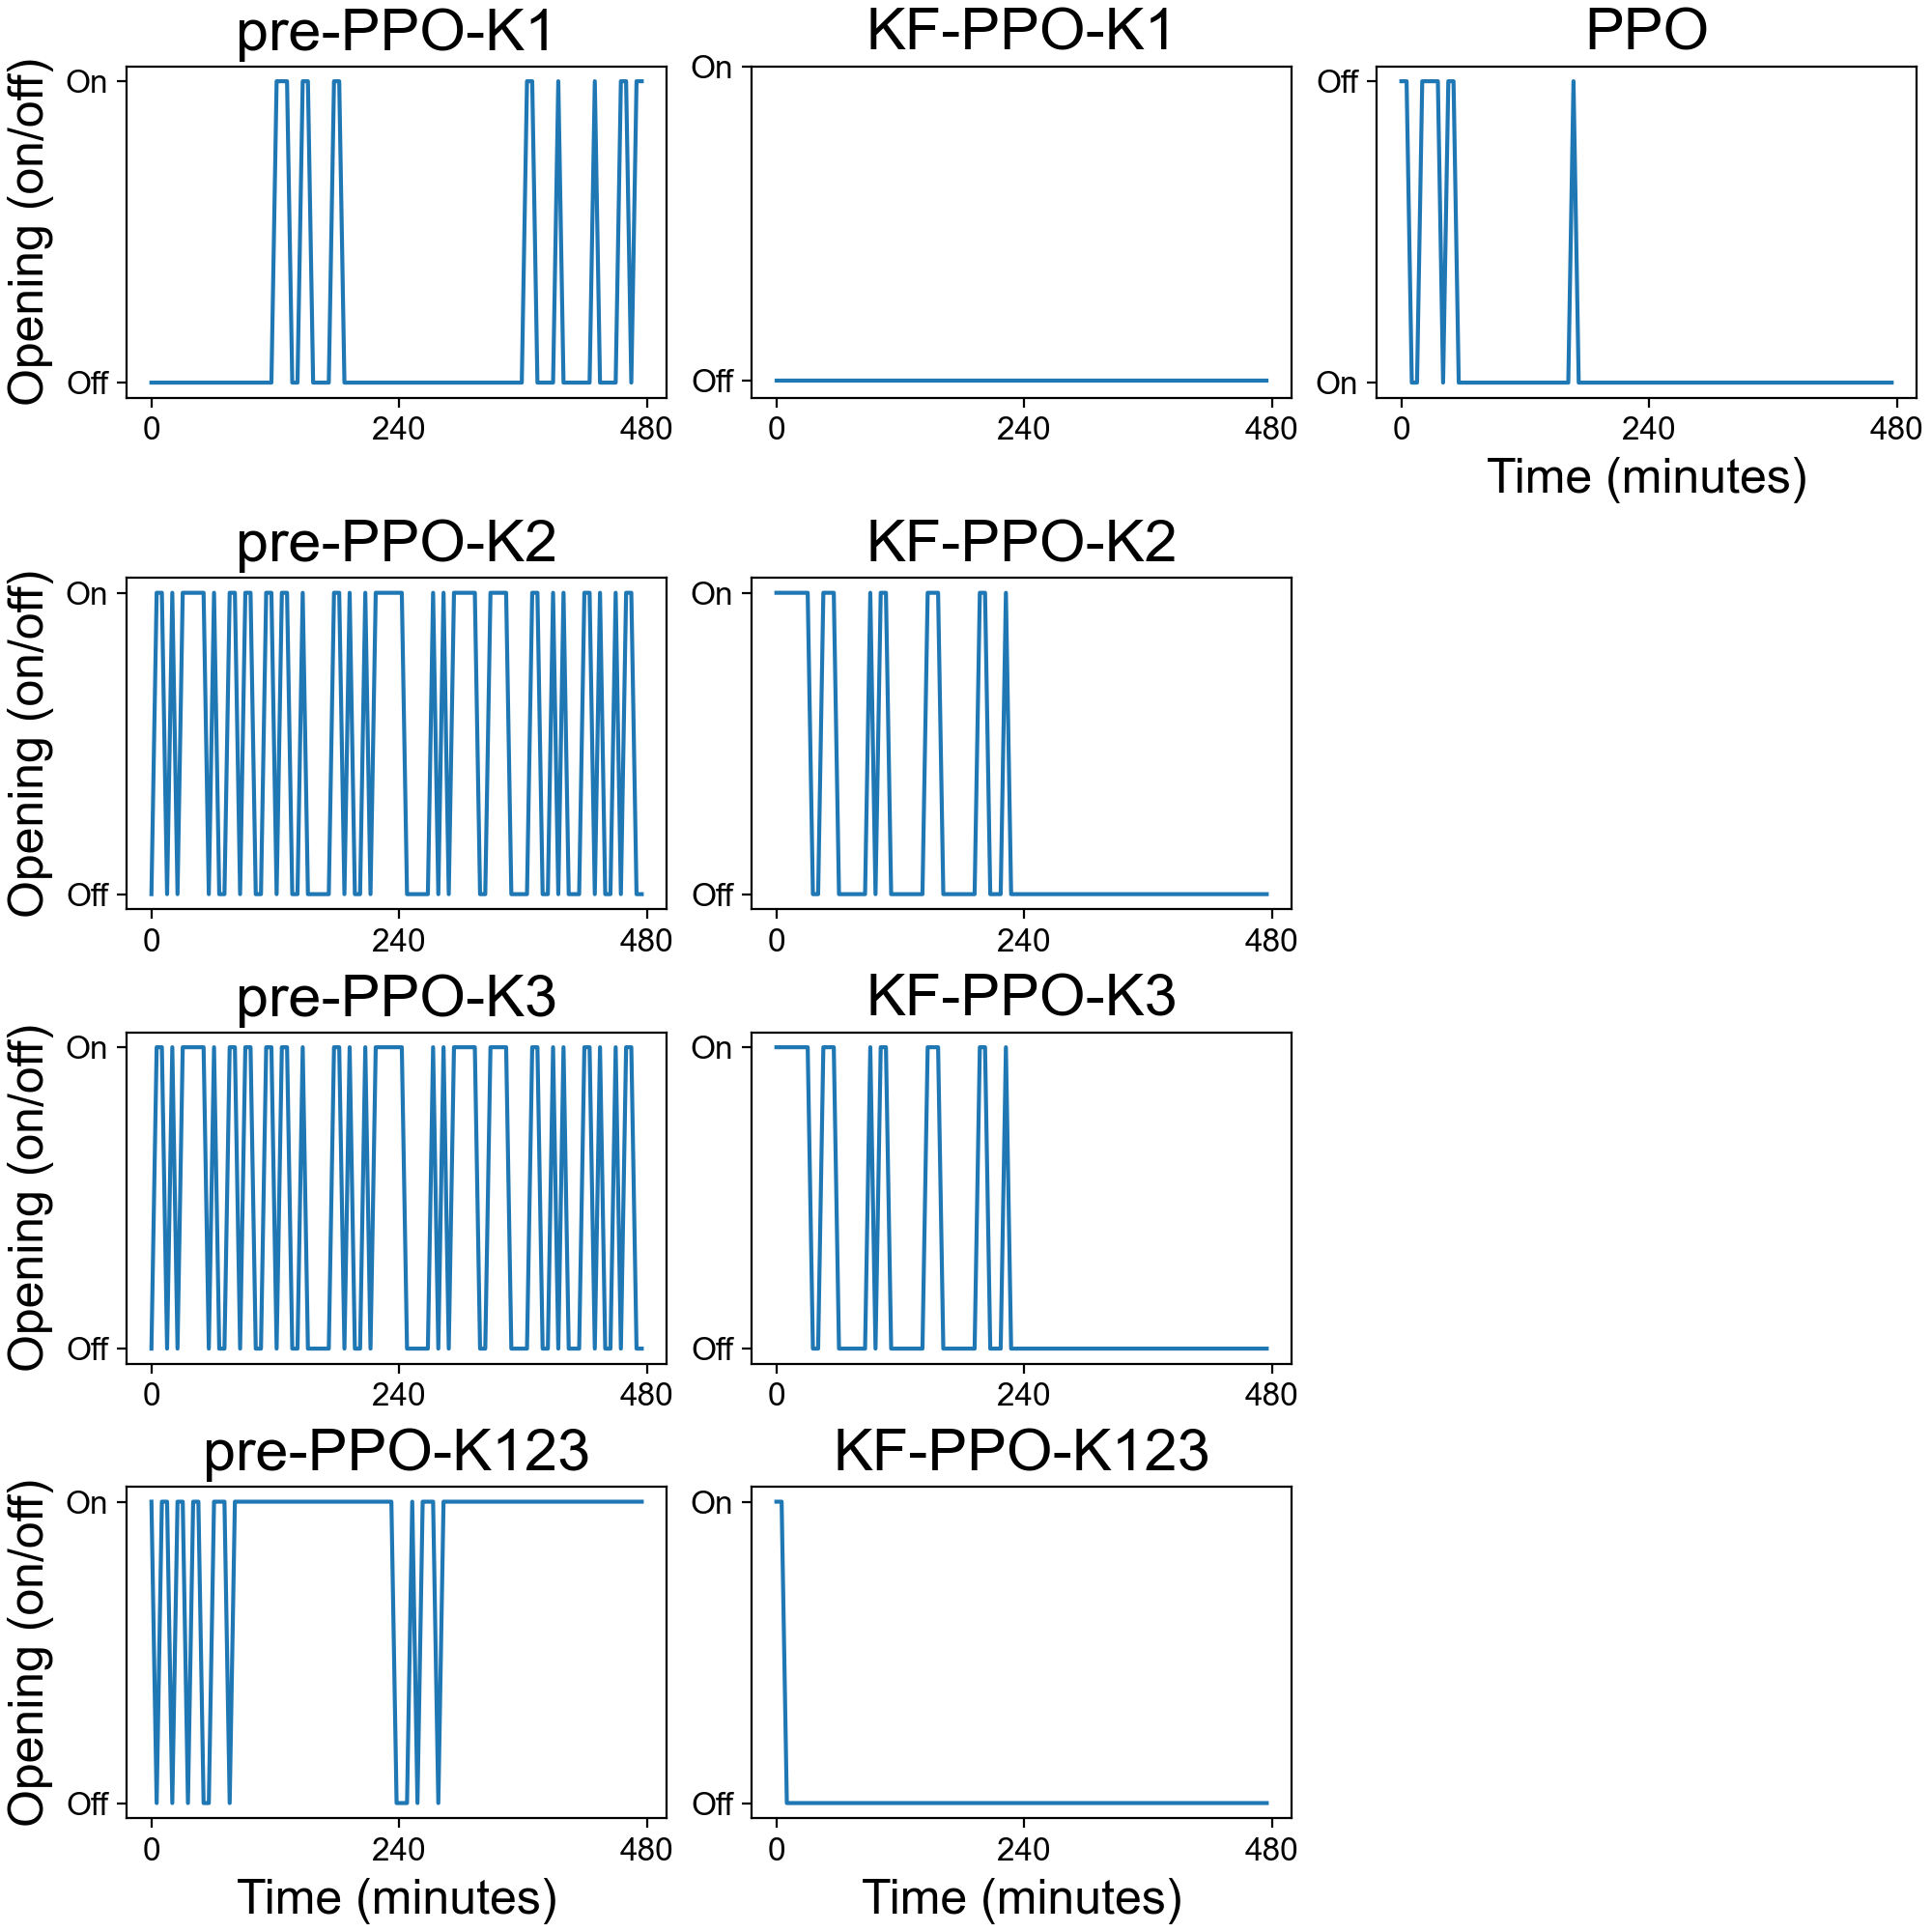 pre-PPO-K1
KF-PPO-K1
PPO
Opening (on/off)
On
Off
0 240 480
On
Off
0 240 480
Off
On
0 240 480
Time (minutes)
pre-PPO-K2
KF-PPO-K2
Opening (on/off)
On
Off
0 240 480
On
Off
0 240 480
pre-PPO-K3
KF-PPO-K3
Opening (on/off)
On
Off
0 240 480
On
Off
0 240 480
pre-PPO-K123
KF-PPO-K123
Opening (on/off)
On
Off
0 240 480
Time (minutes)
On
Off
0 240 480
Time (minutes)